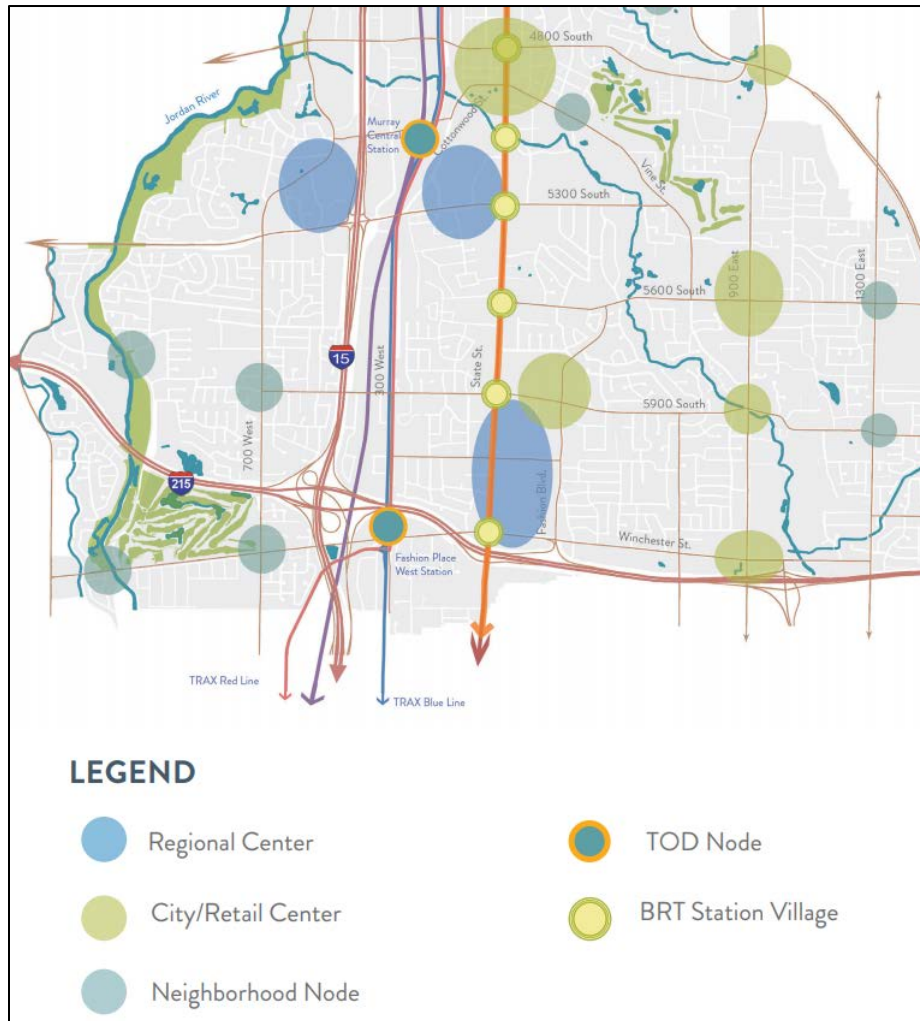 4800 South
Jordan River
Murray
Central
Station
Cottonwood St.
Vine St.
5300 South
900 East
1300 East
5600 South
15
300 West
State St.
5900 South
700 West
215
Fashion Blvd.
Winchester St.
Fashion Place
West Station
TRAX Red Line
TRAX Blue Line
LEGEND
Regional Center
TOD Node
City/Retail Center
BRT Station Village
Neighborhood Node